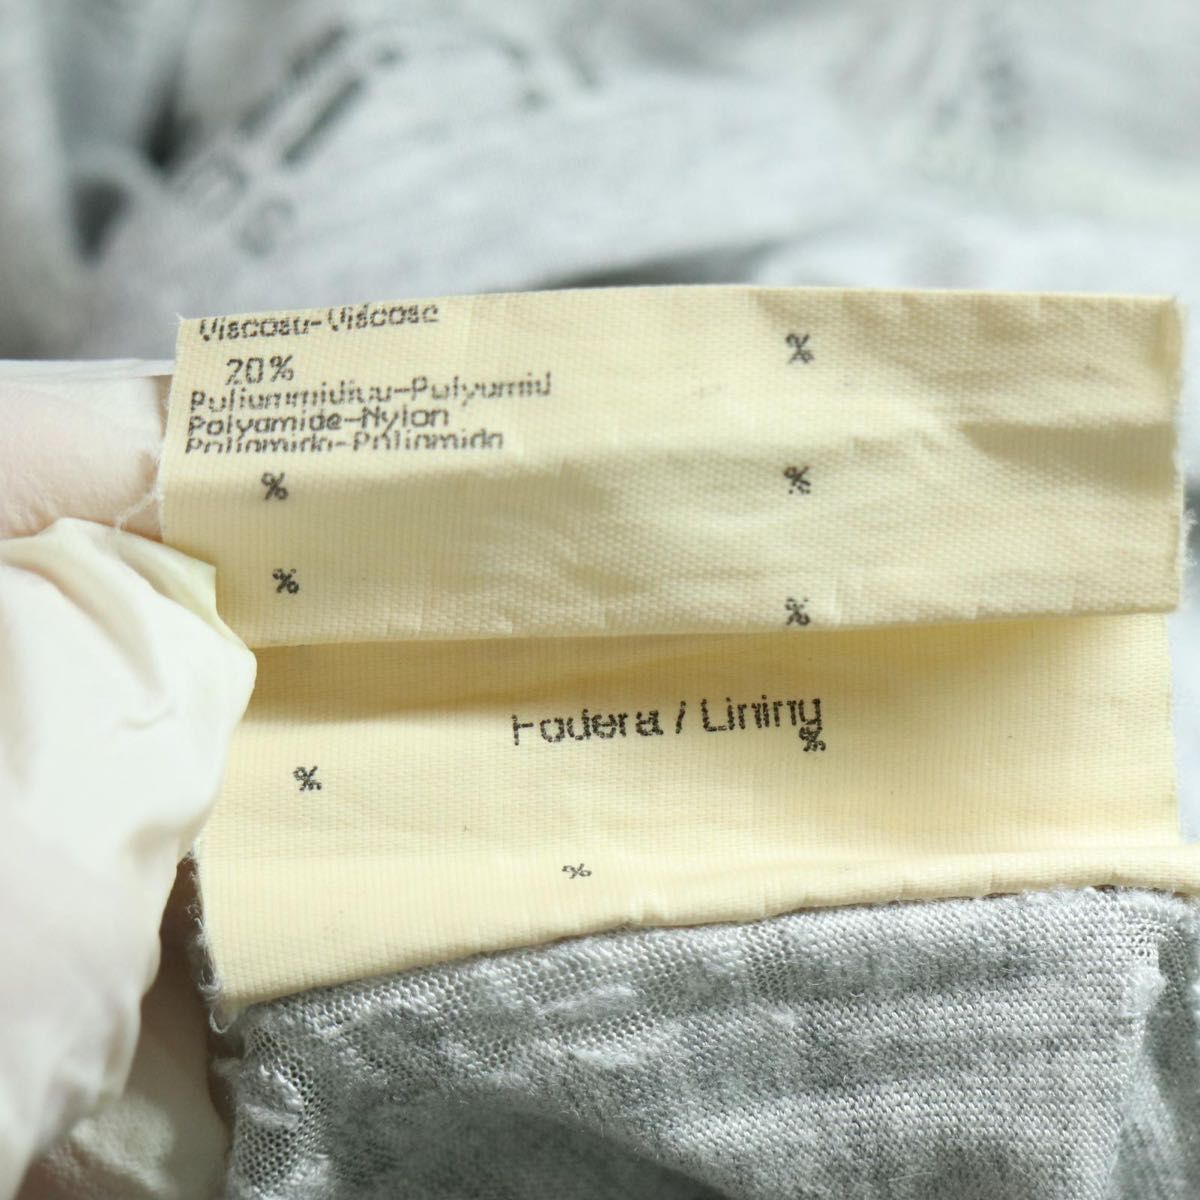 Viscosa-Viscose
%
20%
Poliammidica-Polyamid
Polyamide-Nylon
Poliamida-Poliamida
% %
% %
Fodera / Lining
%
%
%